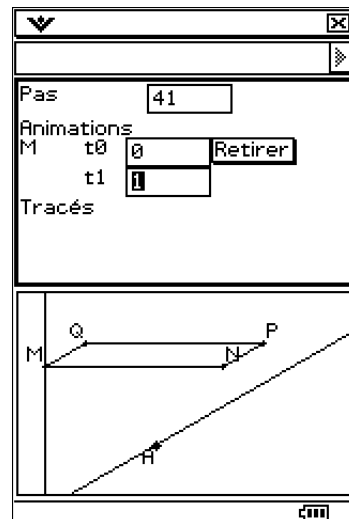 Pas 41
Animations
M t0 0 Retirer
t1 1
Tracés
Q P
M N
A